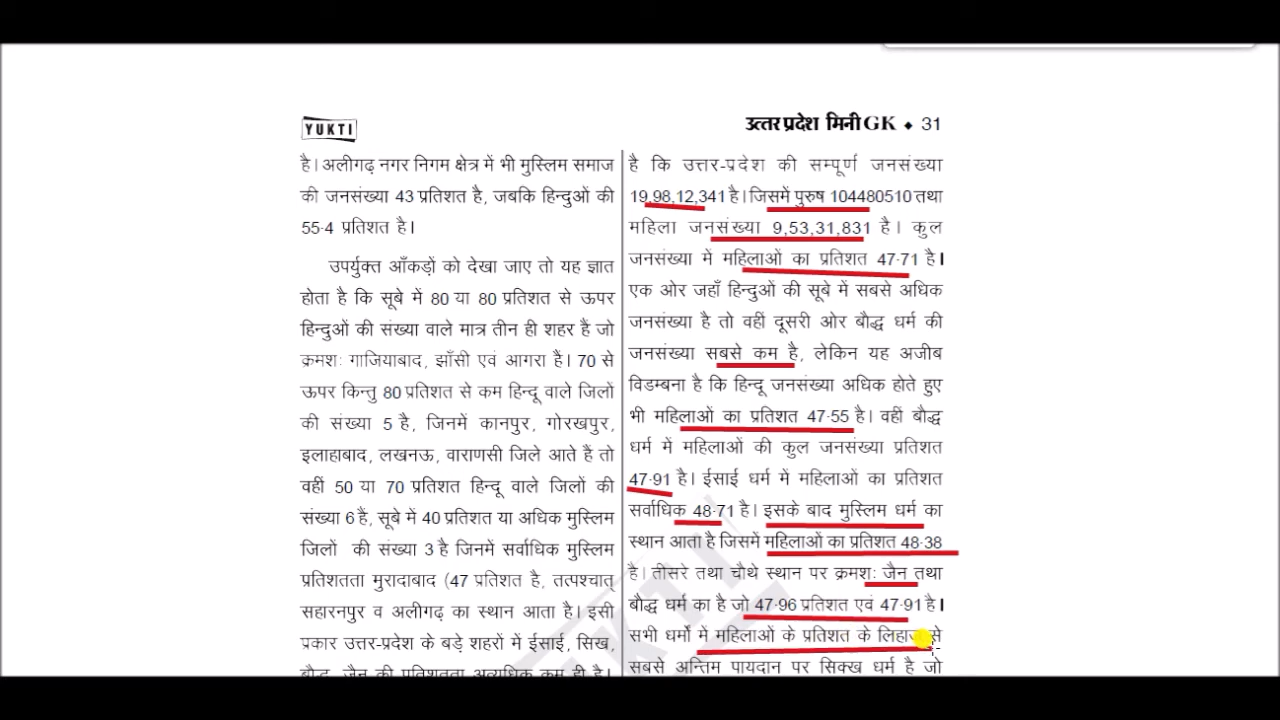 YUKTI
उत्तर प्रदेश मिनी GK ◆ 31
है। अलीगढ़ नगर निगम क्षेत्र में भी मुस्लिम समाज
की जनसंख्या 43 प्रतिशत है, जबकि हिन्दुओं की
55·4 प्रतिशत है।
उपर्युक्त आँकड़ों को देखा जाए तो यह ज्ञात
होता है कि सूबे में 80 या 80 प्रतिशत से ऊपर
हिन्दुओं की संख्या वाले मात्र तीन ही शहर हैं जो
क्रमशः गाजियाबाद, झाँसी एवं आगरा है। 70 से
ऊपर किन्तु 80 प्रतिशत से कम हिन्दू वाले जिलों
की संख्या 5 है, जिनमें कानपुर, गोरखपुर,
इलाहाबाद, लखनऊ, वाराणसी जिले आते हैं तो
वहीं 50 या 70 प्रतिशत हिन्दू वाले जिलों की
संख्या 6 है, सूबे में 40 प्रतिशत या अधिक मुस्लिम
जिलों की संख्या 3 है जिनमें सर्वाधिक मुस्लिम
प्रतिशतता मुरादाबाद (47 प्रतिशत है, तत्पश्चात्
सहारनपुर व अलीगढ़ का स्थान आता है। इसी
प्रकार उत्तर-प्रदेश के बड़े शहरों में ईसाई, सिख,
बौद्ध, जैन की प्रतिशतता अत्यधिक कम ही है।
है कि उत्तर-प्रदेश की सम्पूर्ण जनसंख्या
19,98,12,341 है। जिसमें पुरुष 104480510 तथा
महिला जनसंख्या 9,53,31,831 है। कुल
जनसंख्या में महिलाओं का प्रतिशत 47·71 है।
एक ओर जहाँ हिन्दुओं की सूबे में सबसे अधिक
जनसंख्या है तो वहीं दूसरी ओर बौद्ध धर्म की
जनसंख्या सबसे कम है, लेकिन यह अजीब
विडम्बना है कि हिन्दू जनसंख्या अधिक होते हुए
भी महिलाओं का प्रतिशत 47·55 है। वहीं बौद्ध
धर्म में महिलाओं की कुल जनसंख्या प्रतिशत
47·91 है। ईसाई धर्म में महिलाओं का प्रतिशत
सर्वाधिक 48·71 है। इसके बाद मुस्लिम धर्म का
स्थान आता है जिसमें महिलाओं का प्रतिशत 48·38
है। तीसरे तथा चौथे स्थान पर क्रमशः जैन तथा
बौद्ध धर्म का है जो 47·96 प्रतिशत एवं 47·91 है।
सभी धर्मों में महिलाओं के प्रतिशत के लिहाज से
सबसे अन्तिम पायदान पर सिक्ख धर्म है जो